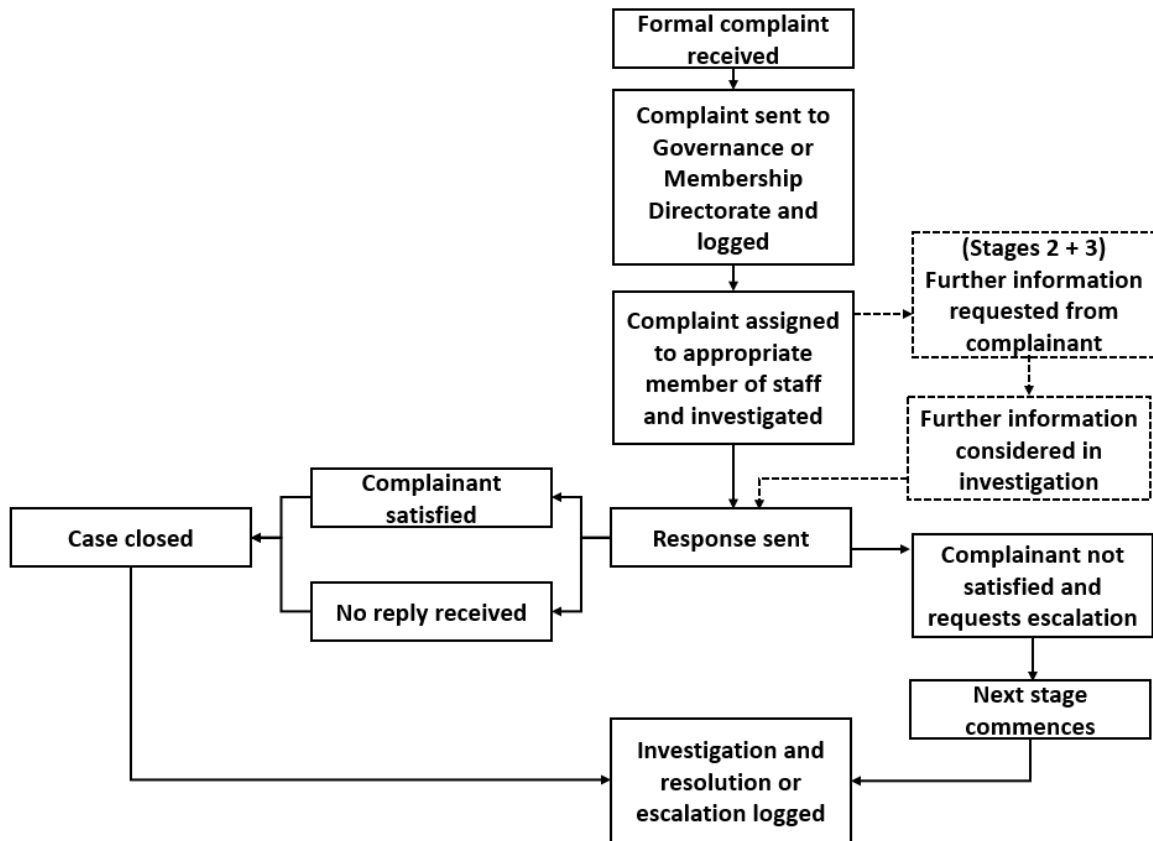 Formal complaint
received
Complaint sent to
Governance or
Membership
Directorate and
logged
(Stages 2 + 3)
Further information
requested from
complainant
Complaint assigned
to appropriate
member of staff
and investigated
Further information
considered in
investigation
Complainant
satisfied
Case closed
Response sent
No reply received
Complainant not
satisfied and
requests escalation
Next stage
commences
Investigation and
resolution or
escalation logged